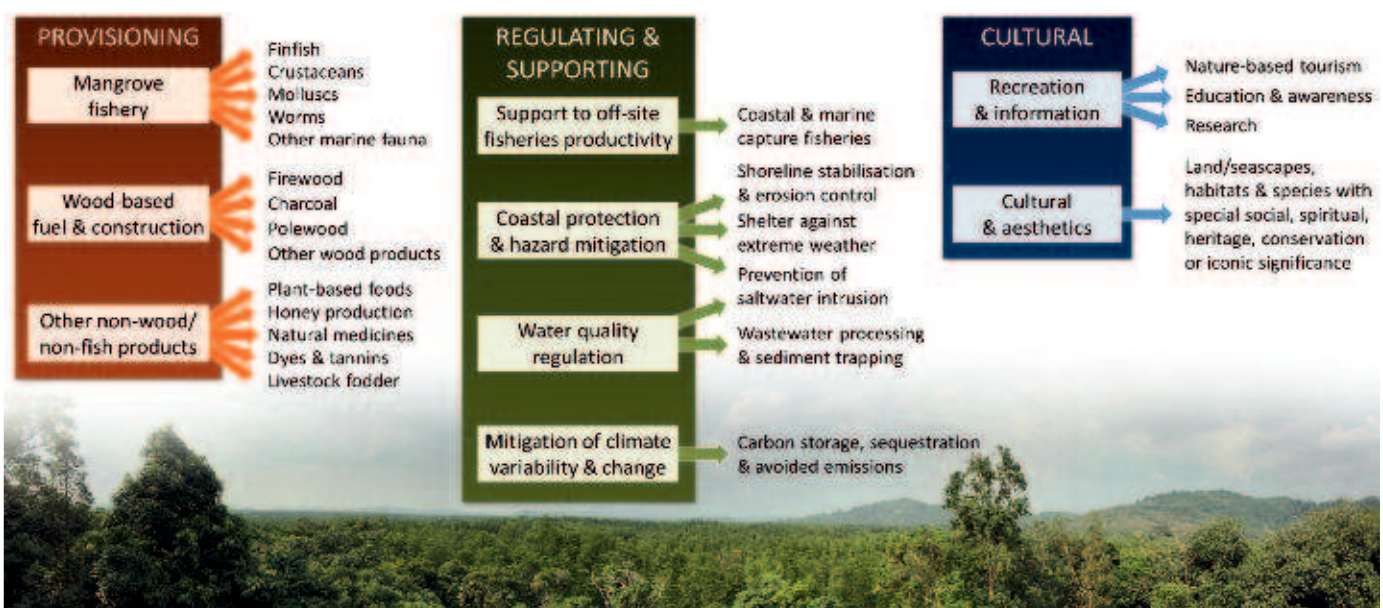 PROVISIONING
Mangrove
fishery
Finfish
Crustaceans
Molluscs
Worms
Other marine fauna
Wood-based
fuel & construction
Firewood
Charcoal
Polewood
Other wood products
Other non-wood/
non-fish products
Plant-based foods
Honey production
Natural medicines
Dyes & tannins
Livestock fodder
REGULATING &
SUPPORTING
Support to off-site
fisheries productivity
Coastal & marine
capture fisheries
Coastal protection
& hazard mitigation
Shoreline stabilisation
& erosion control
Shelter against
extreme weather
Prevention of
saltwater intrusion
Water quality
regulation
Wastewater processing
& sediment trapping
Mitigation of climate
variability & change
Carbon storage, sequestration
& avoided emissions
CULTURAL
Recreation
& information
Nature-based tourism
Education & awareness
Research
Cultural
& aesthetics
Land/seascapes,
habitats & species with
special social, spiritual,
heritage, conservation
or iconic significance